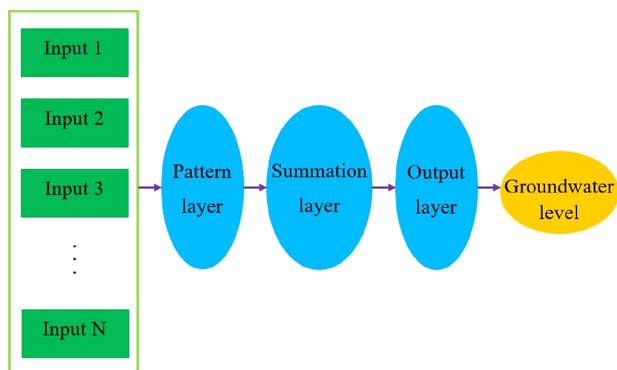 Input 1
Input 2
Input 3
Input N
Pattern
layer
Summation
layer
Output
layer
Groundwater
level